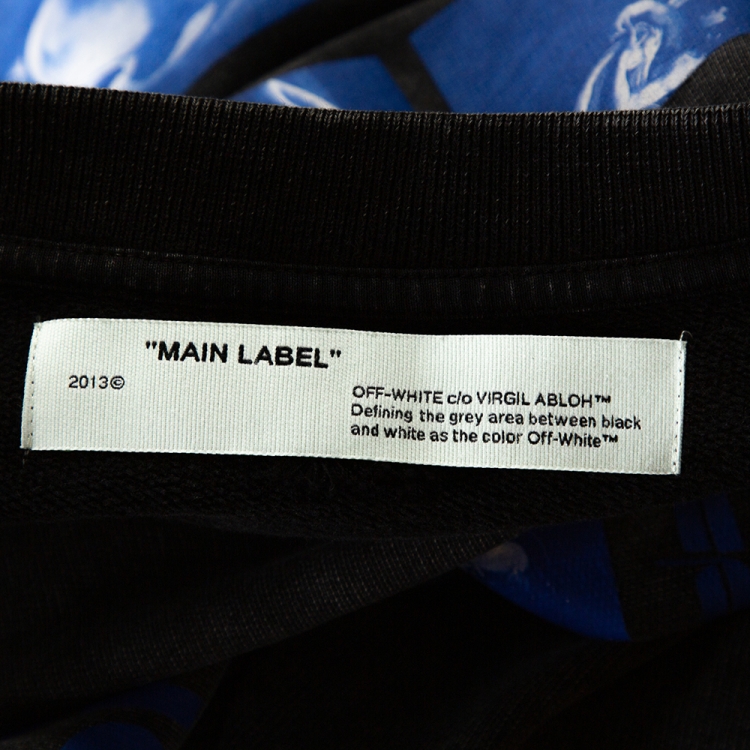 "MAIN LABEL"
2013©
OFF-WHITE c/o VIRGIL ABLOH™
Defining the grey area between black
and white as the color Off-White™